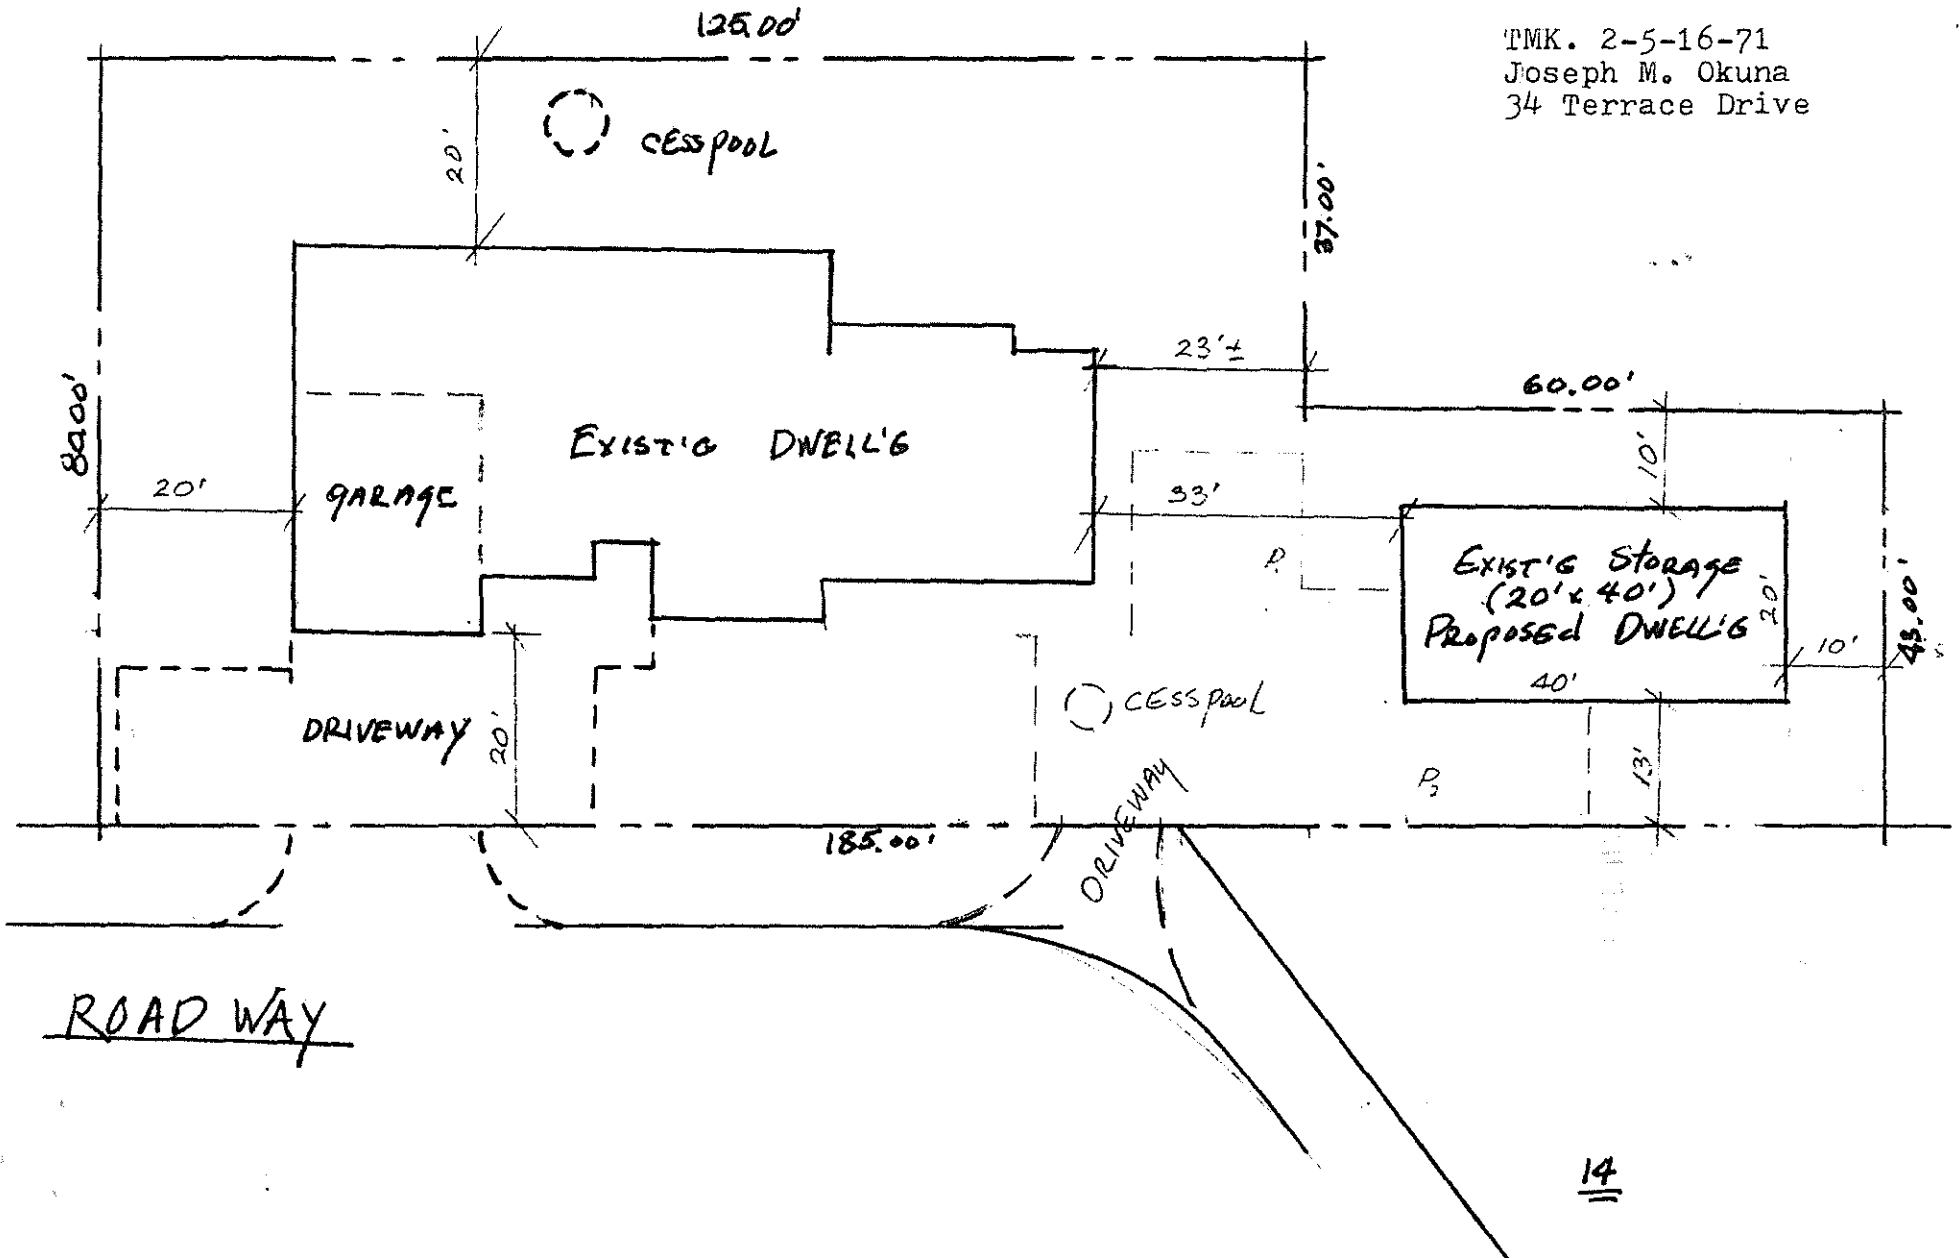 125.00'
TMK. 2-5-16-71
Joseph M. Okuna
34 Terrace Drive
20'
CESSPOOL
37.00'
23'±
60.00'
80.00'
EXIST'G DWELL'G
10'
20'
GARAGE
33'
P1
EXIST'G STORAGE
(20'x 40')
PROPOSED DWELL'G
20'
43.00'
10'
40'
CESSPOOL
DRIVEWAY
20'
P2
13'
DRIVEWAY
185.00'
ROAD WAY
14